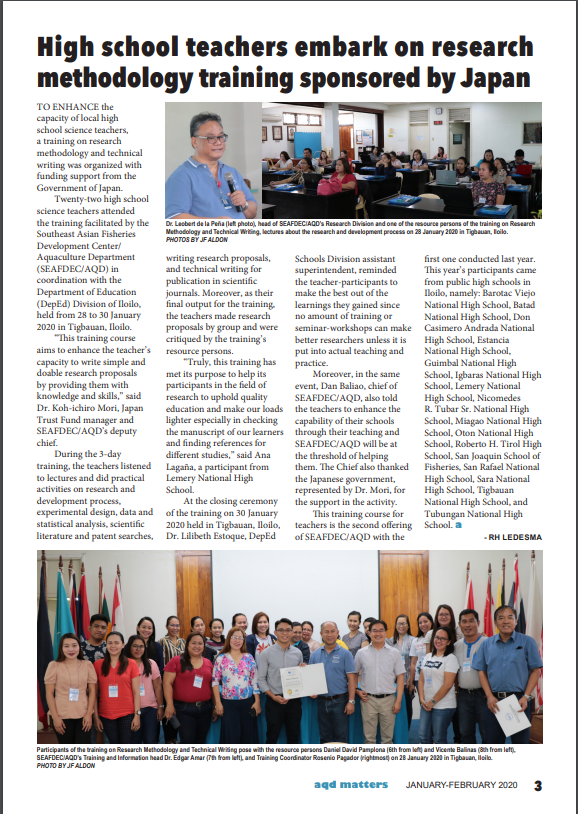 High school teachers embark on research
methodology training sponsored by Japan
TO ENHANCE the
capacity of local high
school science teachers,
a training on research
methodology and technical
writing was organized with
funding support from the
Government of Japan.
Twenty-two high school
science teachers attended
the training facilitated by the
Southeast Asian Fisheries
Development Center/
Aquaculture Department
(SEAFDEC/AQD) in
coordination with the
Department of Education
(DepEd) Division of Iloilo,
held from 28 to 30 January
2020 in Tigbauan, Iloilo.
"This training course
aims to enhance the teacher's
capacity to write simple and
doable research proposals
by providing them with
knowledge and skills," said
Dr. Koh-ichiro Mori, Japan
Trust Fund manager and
SEAFDEC/AQD's deputy
chief.
During the 3-day
training, the teachers listened
to lectures and did practical
activities on research and
development process,
experimental design, data and
statistical analysis, scientific
literature and patent searches,
Dr. Leobert de la Peña (left photo), head of SEAFDEC/AQD's Research Division and one of the resource persons of the training on Research
Methodology and Technical Writing, lectures about the research and development process on 28 January 2020 in Tigbauan, Iloilo.
PHOTOS BY JF ALDON
writing research proposals,
and technical writing for
publication in scientific
journals. Moreover, as their
final output for the training,
the teachers made research
proposals by group and were
critiqued by the training's
resource persons.
"Truly, this training has
met its purpose to help its
participants in the field of
research to uphold quality
education and make our loads
lighter especially in checking
the manuscript of our learners
and finding references for
different studies," said Ana
Lagaña, a participant from
Lemery National High
School.
At the closing ceremony
of the training on 30 January
2020 held in Tigbauan, Iloilo,
Dr. Lilibeth Estoque, DepEd
Schools Division assistant
superintendent, reminded
the teacher-participants to
make the best out of the
learnings they gained since
no amount of training or
seminar-workshops can make
better researchers unless it is
put into actual teaching and
practice.
Moreover, in the same
event, Dan Baliao, chief of
SEAFDEC/AQD, also told
the teachers to enhance the
capability of their schools
through their teaching and
SEAFDEC/AQD will be at
the threshold of helping
them. The Chief also thanked
the Japanese government,
represented by Dr. Mori, for
the support in the activity.
This training course for
teachers is the second offering
of SEAFDEC/AQD with the
first one conducted last year.
This year's participants came
from public high schools in
Iloilo, namely: Barotac Viejo
National High School, Batad
National High School, Don
Casimero Andrada National
High School, Estancia
National High School,
Guimbal National High
School, Igbaras National High
School, Lemery National
High School, Nicomedes
R. Tubar Sr. National High
School, Miagao National High
School, Oton National High
School, Roberto H. Tirol High
School, San Joaquin School of
Fisheries, San Rafael National
High School, Sara National
High School, Tigbauan
National High School, and
Tubungan National High
School. a
- RH LEDESMA
Participants of the training on Research Methodology and Technical Writing pose with the resource persons Daniel David Pamplona (6th from left) and Vicente Balinas (8th from left),
SEAFDEC/AQD's Training and Information head Dr. Edgar Amar (7th from left), and Training Coordinator Rosenio Pagador (rightmost) on 28 January 2020 in Tigbauan, Iloilo.
PHOTO BY JF ALDON
aqd matters JANUARY-FEBRUARY 2020 3